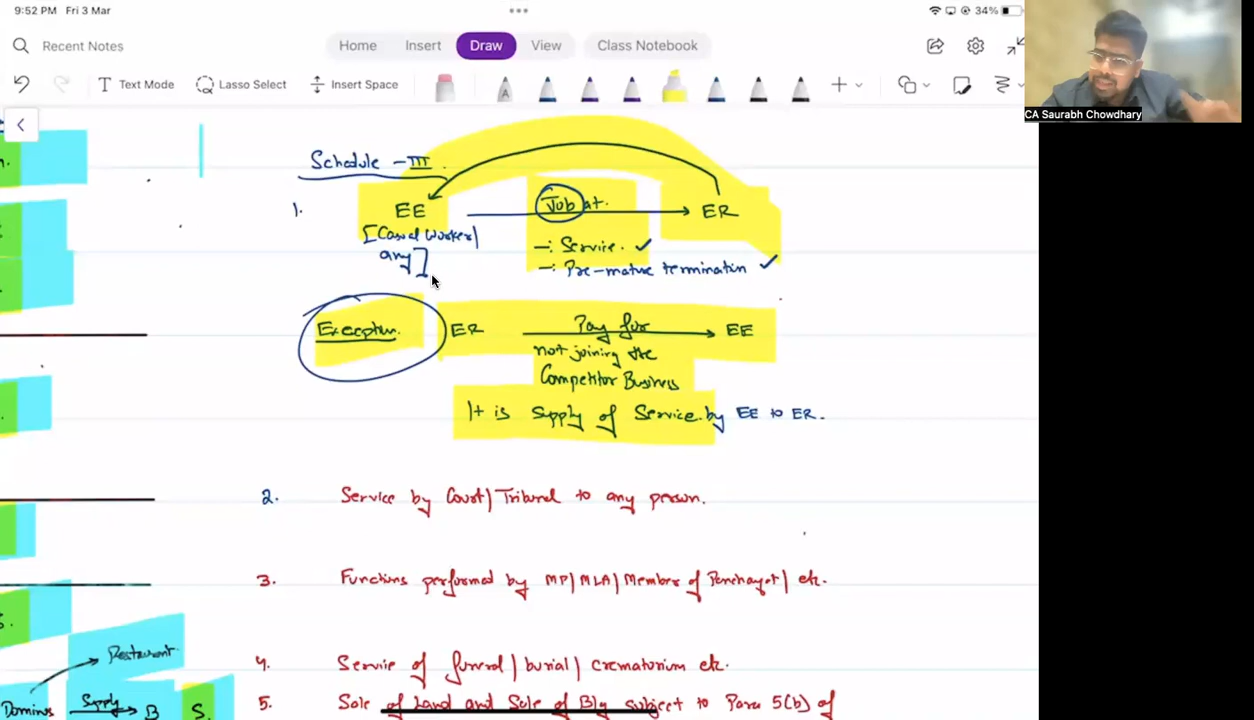 9:52 PM Fri 3 Mar
34%
Recent Notes
Home Insert Draw View Class Notebook
Text Mode Lasso Select Insert Space
CA Saurabh Chowdhary
Schedule - III
1. EE Job at. ER
[Casual Worker]
any]
-: Service. ✓
-: Pre-mature termination ✓
Exception. ER Pay for EE
not joining the
Competitor Business
It is Supply of Service by EE to ER.
2. Service by Court/Tribunal to any person.
3. Functions performed by MP/MLA/Member of Panchayat/etc.
Restaurant
4. Service of funeral/burial/crematorium etc.
5. Sale of Land and Sale of Blg subject to Para 5(b) of
Dominos Supply B S.